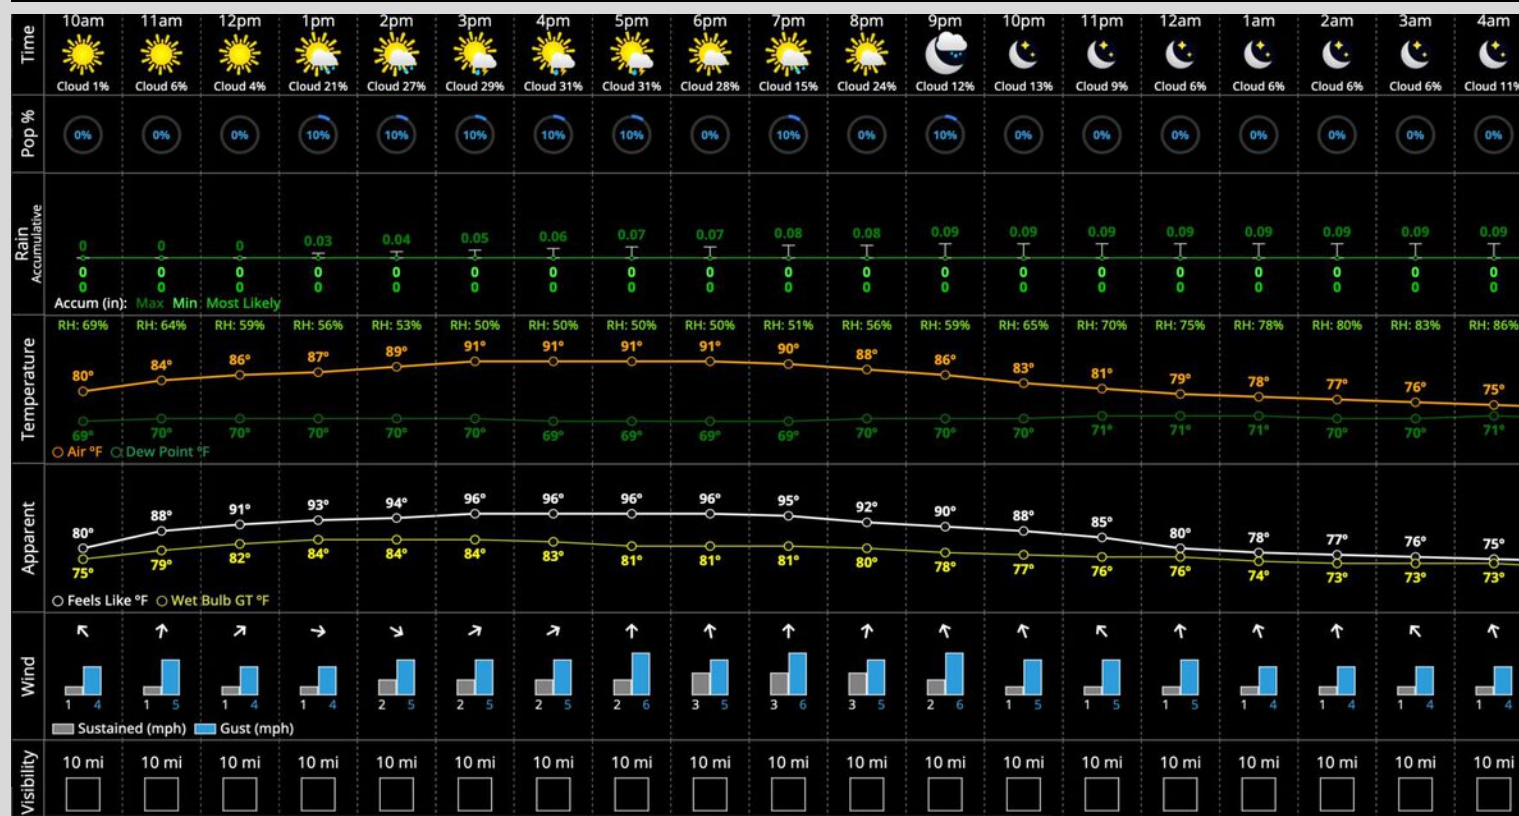 10am 11am 12pm 1pm 2pm 3pm 4pm 5pm 6pm 7pm 8pm 9pm 10pm 11pm 12am 1am 2am 3am 4am
Time
Cloud 1% Cloud 6% Cloud 4% Cloud 21% Cloud 27% Cloud 29% Cloud 31% Cloud 31% Cloud 28% Cloud 15% Cloud 24% Cloud 12% Cloud 13% Cloud 9% Cloud 6% Cloud 6% Cloud 6% Cloud 6% Cloud 11%
Pop %
0% 0% 0% 10% 10% 10% 10% 10% 0% 10% 0% 10% 0% 0% 0% 0% 0% 0% 0%
Rain
Accumulative
0 0 0 0.03 0.04 0.05 0.06 0.07 0.07 0.08 0.08 0.09 0.09 0.09 0.09 0.09 0.09 0.09 0.09
0 0 0 0 0 0 0 0 0 0 0 0 0 0 0 0 0 0 0
0 0 0 0 0 0 0 0 0 0 0 0 0 0 0 0 0 0 0
Accum (in): Max Min Most Likely
Temperature
RH: 69% RH: 64% RH: 59% RH: 56% RH: 53% RH: 50% RH: 50% RH: 50% RH: 50% RH: 51% RH: 56% RH: 59% RH: 65% RH: 70% RH: 75% RH: 78% RH: 80% RH: 83% RH: 86%
80° 84° 86° 87° 89° 91° 91° 91° 91° 90° 88° 86° 83° 81° 79° 78° 77° 76° 75°
69° 70° 70° 70° 70° 70° 69° 69° 69° 69° 70° 70° 70° 71° 71° 71° 70° 70° 71°
Air °F Dew Point °F
Apparent
80° 88° 91° 93° 94° 96° 96° 96° 96° 95° 92° 90° 88° 85° 80° 78° 77° 76° 75°
75° 79° 82° 84° 84° 84° 83° 81° 81° 81° 80° 78° 77° 76° 76° 74° 73° 73° 73°
Feels Like °F Wet Bulb GT °F
Wind
1 4 1 5 1 4 1 4 2 5 2 5 2 5 2 6 3 5 3 6 3 5 2 6 1 5 1 5 1 5 1 4 1 4 1 4 1 4
Sustained (mph) Gust (mph)
Visibility
10 mi 10 mi 10 mi 10 mi 10 mi 10 mi 10 mi 10 mi 10 mi 10 mi 10 mi 10 mi 10 mi 10 mi 10 mi 10 mi 10 mi 10 mi 10 mi